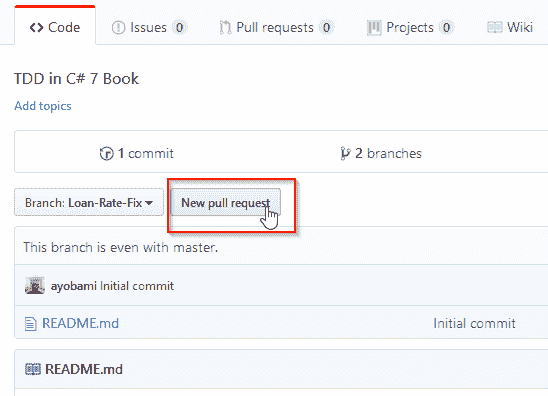 Code Issues 0 Pull requests 0 Projects 0 Wiki
TDD in C# 7 Book
Add topics
1 commit 2 branches
Branch: Loan-Rate-Fix New pull request
This branch is even with master.
ayobami Initial commit
README.md Initial commit
README.md